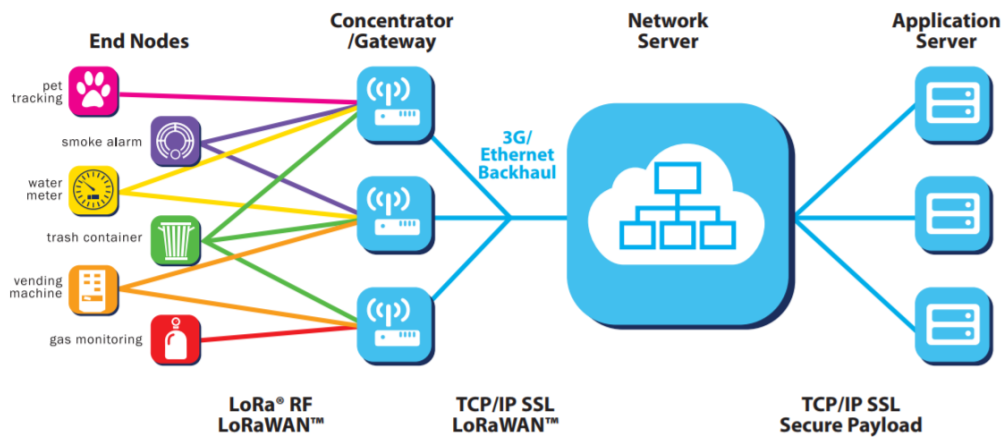 End Nodes
Concentrator
/Gateway
Network
Server
Application
Server
pet
tracking
smoke alarm
water
meter
trash container
vending
machine
gas monitoring
3G/
Ethernet
Backhaul
LoRa® RF
LoRaWAN™
TCP/IP SSL
LoRaWAN™
TCP/IP SSL
Secure Payload